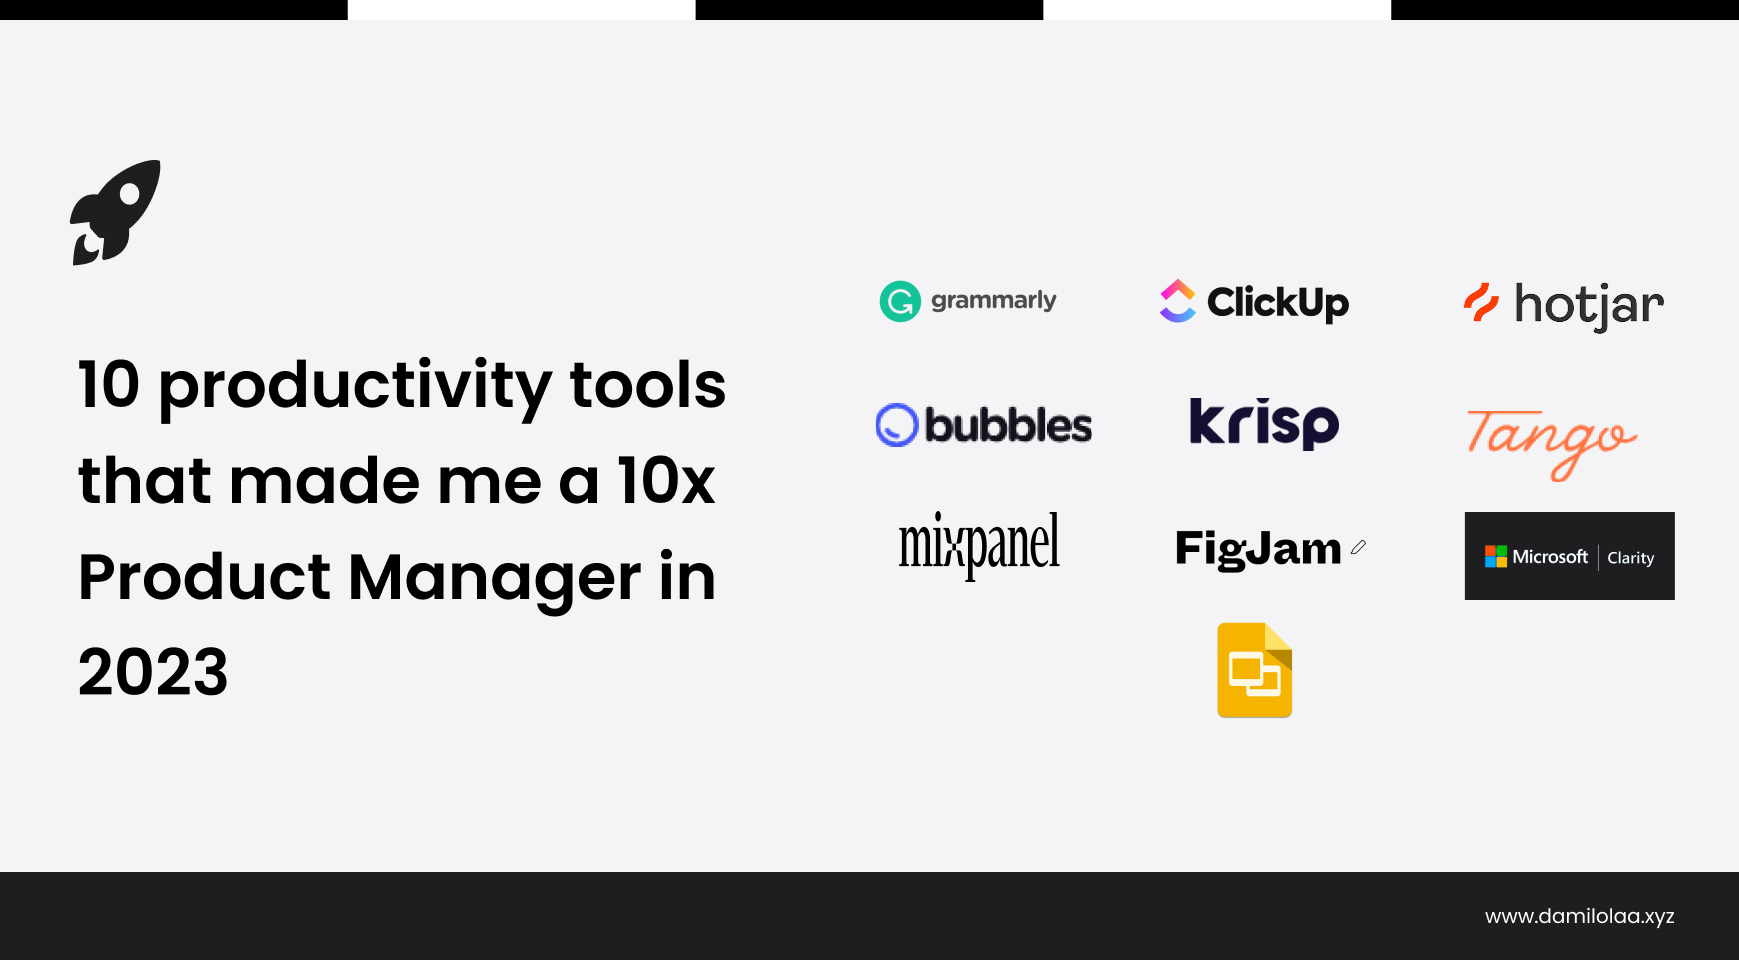 10 productivity tools
that made me a 10x
Product Manager in
2023
grammarly
ClickUp
hotjar
bubbles
krisp
Tango
mixpanel
FigJam
Microsoft | Clarity
www.damilolaa.xyz